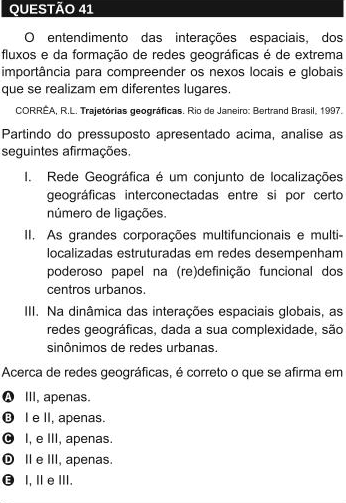 QUESTÃO 41
O entendimento das interações espaciais, dos
fluxos e da formação de redes geográficas é de extrema
importância para compreender os nexos locais e globais
que se realizam em diferentes lugares.
CORRÊA, R.L. Trajetórias geográficas. Rio de Janeiro: Bertrand Brasil, 1997.
Partindo do pressuposto apresentado acima, analise as
seguintes afirmações.
I. Rede Geográfica é um conjunto de localizações
geográficas interconectadas entre si por certo
número de ligações.
II. As grandes corporações multifuncionais e multi-
localizadas estruturadas em redes desempenham
poderoso papel na (re)definição funcional dos
centros urbanos.
III. Na dinâmica das interações espaciais globais, as
redes geográficas, dada a sua complexidade, são
sinônimos de redes urbanas.
Acerca de redes geográficas, é correto o que se afirma em
A III, apenas.
B I e II, apenas.
C I, e III, apenas.
D II e III, apenas.
E I, II e III.